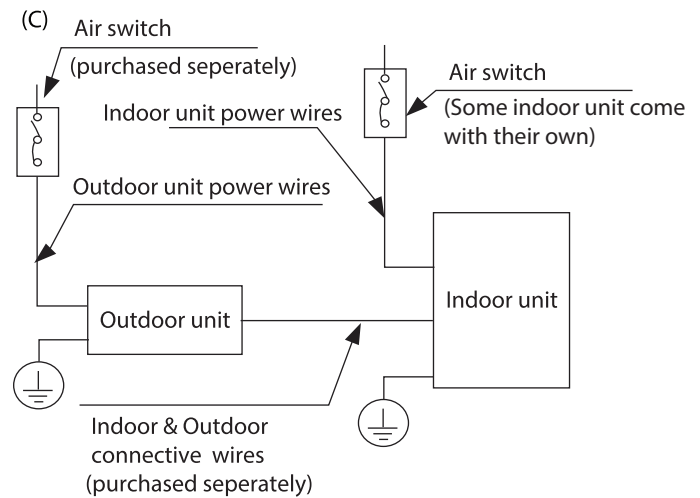 (C)
Air switch
(purchased seperately)
Air switch
(Some indoor unit come
with their own)
Indoor unit power wires
Outdoor unit power wires
Indoor unit
Outdoor unit
Indoor & Outdoor
connective wires
(purchased seperately)